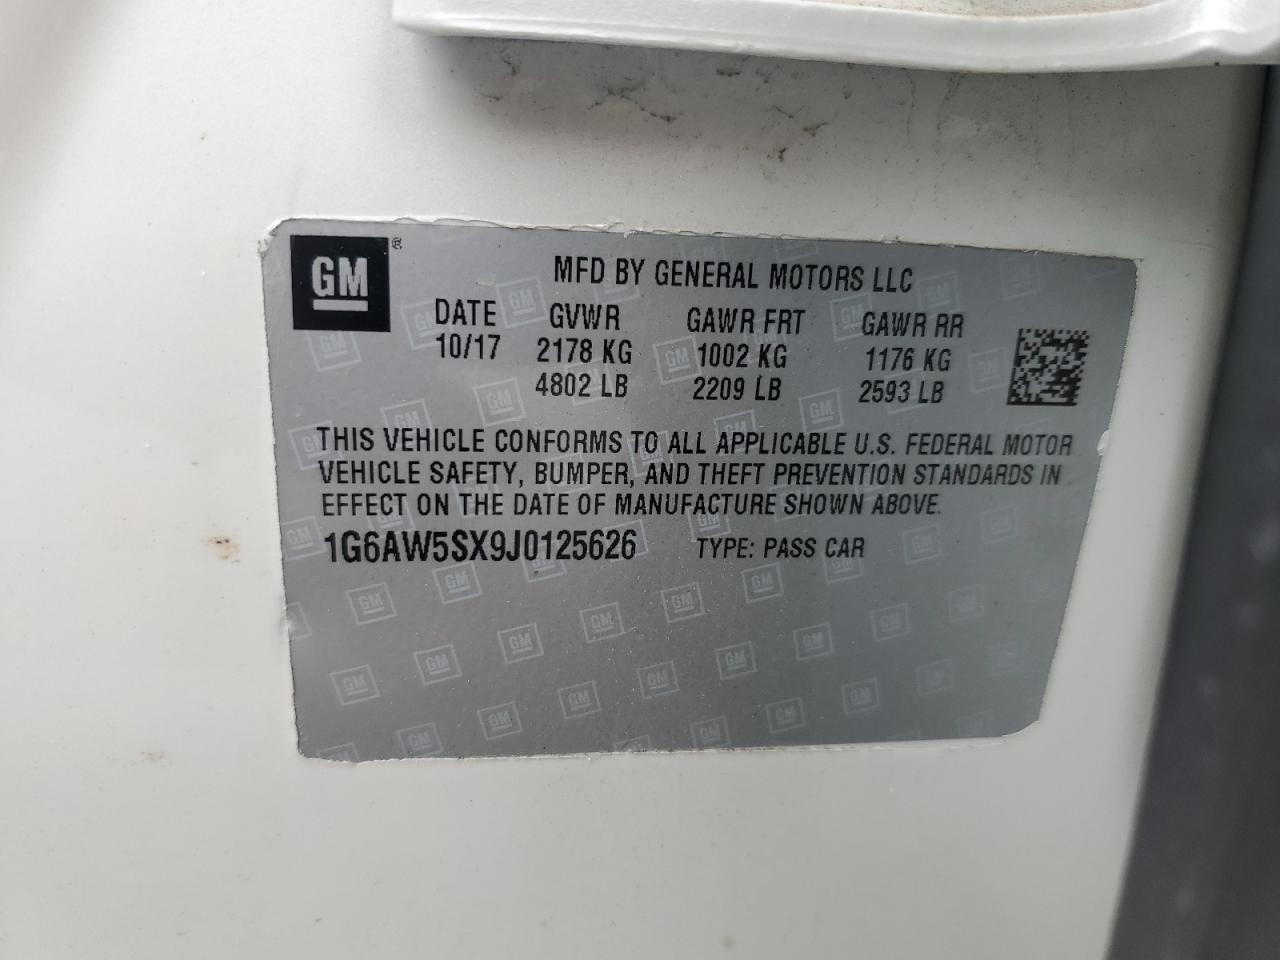 GM®
MFD BY GENERAL MOTORS LLC
DATE GVWR GAWR FRT GAWR RR
10/17 2178 KG 1002 KG 1176 KG
4802 LB 2209 LB 2593 LB
THIS VEHICLE CONFORMS TO ALL APPLICABLE U.S. FEDERAL MOTOR
VEHICLE SAFETY, BUMPER, AND THEFT PREVENTION STANDARDS IN
EFFECT ON THE DATE OF MANUFACTURE SHOWN ABOVE.
1G6AW5SX9J0125626 TYPE: PASS CAR